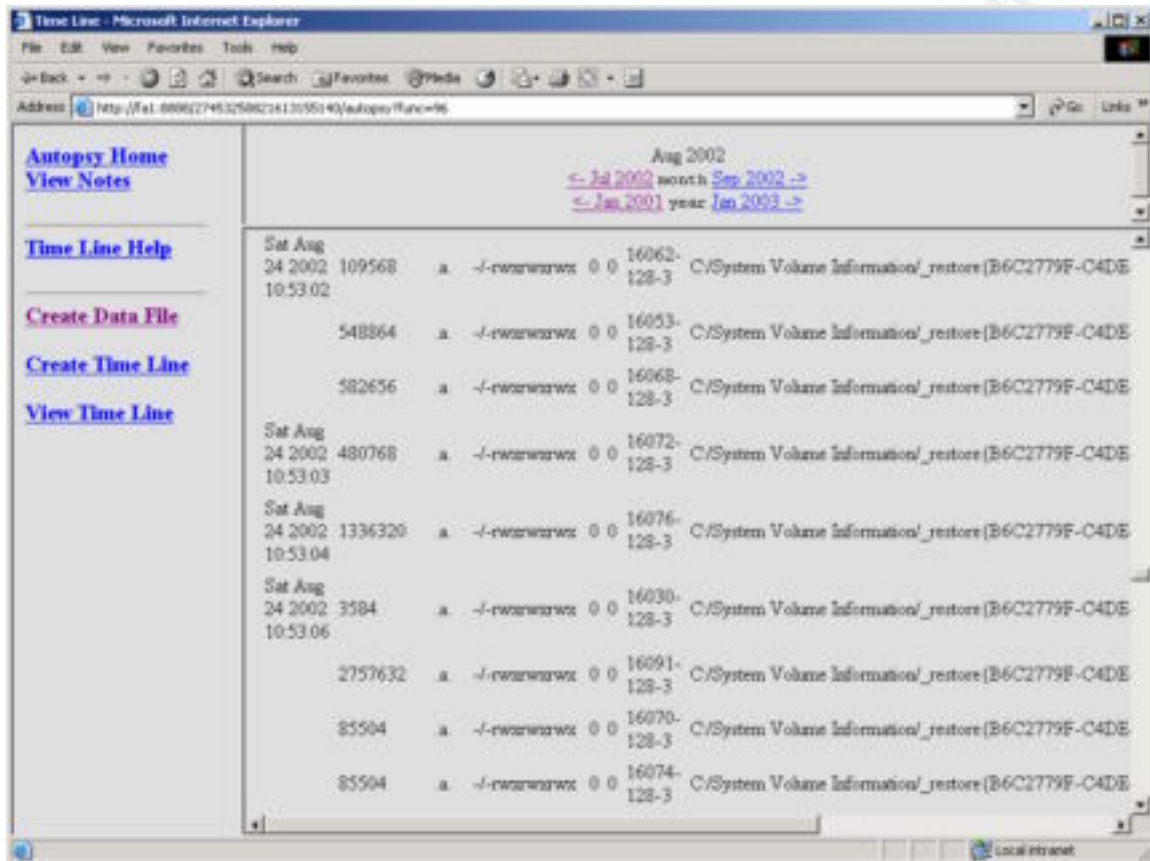 Time Line - Microsoft Internet Explorer
File Edit View Favorites Tools Help
Back Search Favorites Media
Address Go Links »
Autopsy Home
View Notes
Time Line Help
Create Data File
Create Time Line
View Time Line
Aug 2002
<- Jul 2002 month Sep 2002 ->
<- Jan 2001 year Jan 2003 ->
Sat Aug
24 2002 109568 .a. -/-rwxrwxrwx 0 0 16062-
10:53:02 128-3 C:/System Volume Information/_restore{B6C2779F-C4DE
548864 .a. -/-rwxrwxrwx 0 0 16053-
128-3 C:/System Volume Information/_restore{B6C2779F-C4DE
582656 .a. -/-rwxrwxrwx 0 0 16068-
128-3 C:/System Volume Information/_restore{B6C2779F-C4DE
Sat Aug
24 2002 480768 .a. -/-rwxrwxrwx 0 0 16072-
10:53:03 128-3 C:/System Volume Information/_restore{B6C2779F-C4DE
Sat Aug
24 2002 1336320 .a. -/-rwxrwxrwx 0 0 16076-
10:53:04 128-3 C:/System Volume Information/_restore{B6C2779F-C4DE
Sat Aug
24 2002 3584 .a. -/-rwxrwxrwx 0 0 16030-
10:53:06 128-3 C:/System Volume Information/_restore{B6C2779F-C4DE
2757632 .a. -/-rwxrwxrwx 0 0 16091-
128-3 C:/System Volume Information/_restore{B6C2779F-C4DE
85504 .a. -/-rwxrwxrwx 0 0 16070-
128-3 C:/System Volume Information/_restore{B6C2779F-C4DE
85504 .a. -/-rwxrwxrwx 0 0 16074-
128-3 C:/System Volume Information/_restore{B6C2779F-C4DE
Local intranet